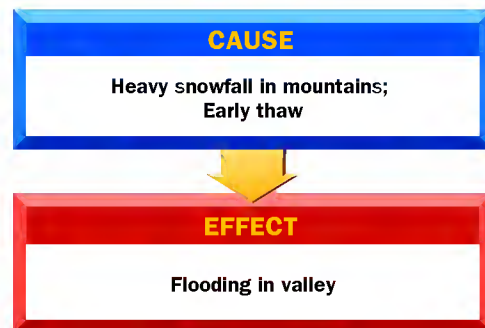 CAUSE
Heavy snowfall in mountains;
Early thaw
EFFECT
Flooding in valley